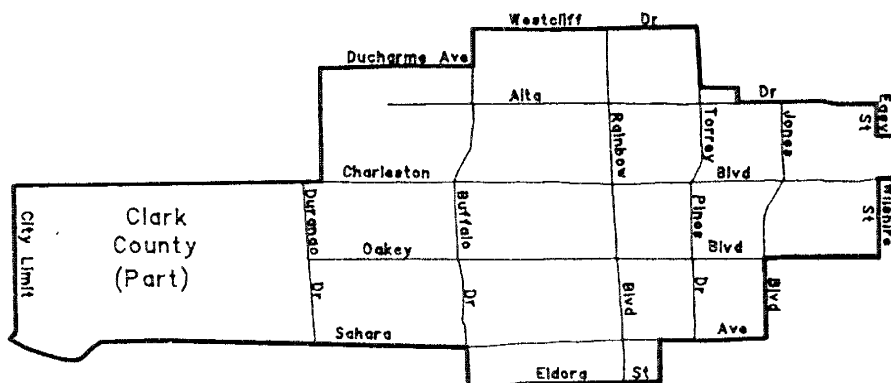 Westcliff Dr
Ducharme Ave
Alta Dr
St
Rainbow
Torrey
Jones
Charleston Blvd
City Limit
Clark
County
(Part)
Durango
Buffalo
Pines
St
Wilshire
Oakey Blvd
Dr
Dr
Blvd
Dr
Blvd
Sahara Ave
Eldora St